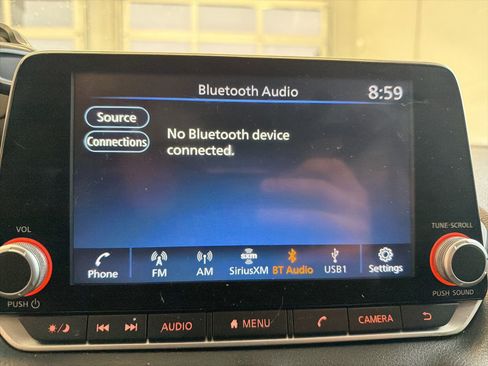 Bluetooth Audio 8:59
Source
Connections
No Bluetooth device
connected.
VOL
TUNE·SCROLL
Phone FM AM sxm SiriusXM BT Audio USB1 Settings
PUSH
PUSH SOUND
AUDIO MENU CAMERA